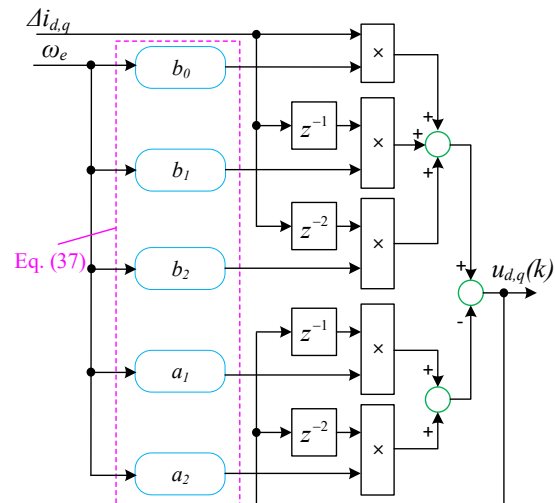 Δi_{d,q}
ω_e
b_0
×
+
z^{-1}
b_1
×
+
+
z^{-2}
b_2
×
Eq. (37)
+
u_{d,q}(k)
-
z^{-1}
a_1
×
+
z^{-2}
a_2
×
+